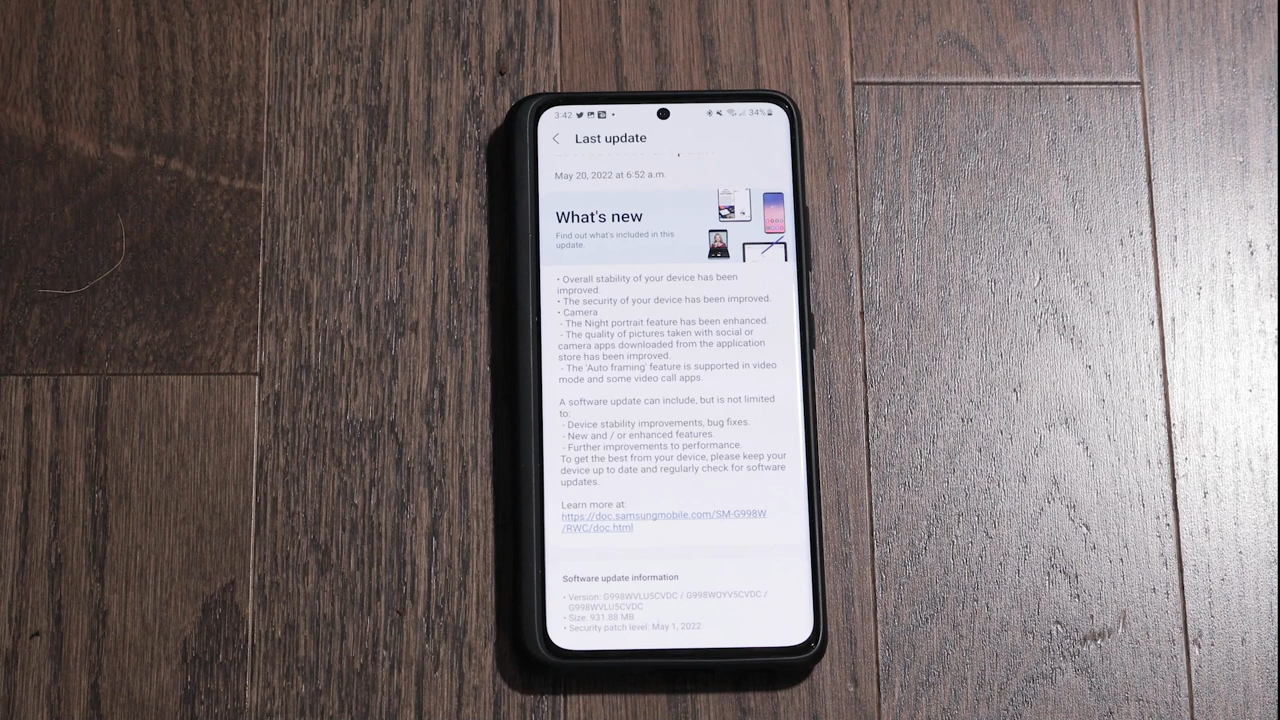 3:42
34%
Last update
May 20, 2022 at 6:52 a.m.
What's new
Find out what's included in this
update.
• Overall stability of your device has been
improved.
• The security of your device has been improved.
• Camera
- The Night portrait feature has been enhanced.
- The quality of pictures taken with social or
camera apps downloaded from the application
store has been improved.
- The 'Auto framing' feature is supported in video
mode and some video call apps.
A software update can include, but is not limited
to:
- Device stability improvements, bug fixes.
- New and / or enhanced features.
- Further improvements to performance.
To get the best from your device, please keep your
device up to date and regularly check for software
updates.
Learn more at:
https://doc.samsungmobile.com/SM-G998W
/RWC/doc.html
Software update information
• Version: G998WVLU5CVDC / G998WOYV5CVDC /
G998WVLU5CVDC
• Size: 931.88 MB
• Security patch level: May 1, 2022